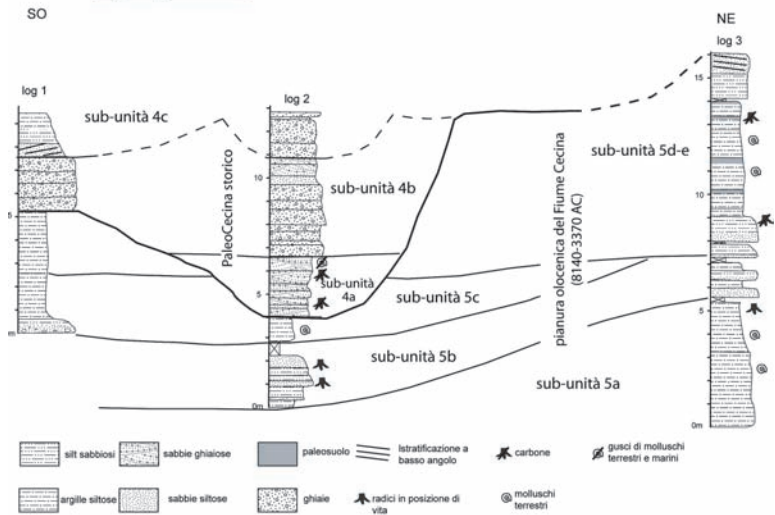 SO
NE
log 1
log 2
log 3
sub-unità 4c
sub-unità 5d-e
sub-unità 4b
PaleoCecina storico
pianura olocenica del Fiume Cecina
(8140-3370 AC)
sub-unità
4a
sub-unità 5c
sub-unità 5b
sub-unità 5a
15
10
5
0m
10
5
0m
5
m
silt sabbiosi
sabbie ghiaiose
paleosuolo
Istratificazione a
basso angolo
carbone
gusci di molluschi
terrestri e marini
argille siltose
sabbie siltose
ghiaie
radici in posizione di
vita
molluschi
terrestri